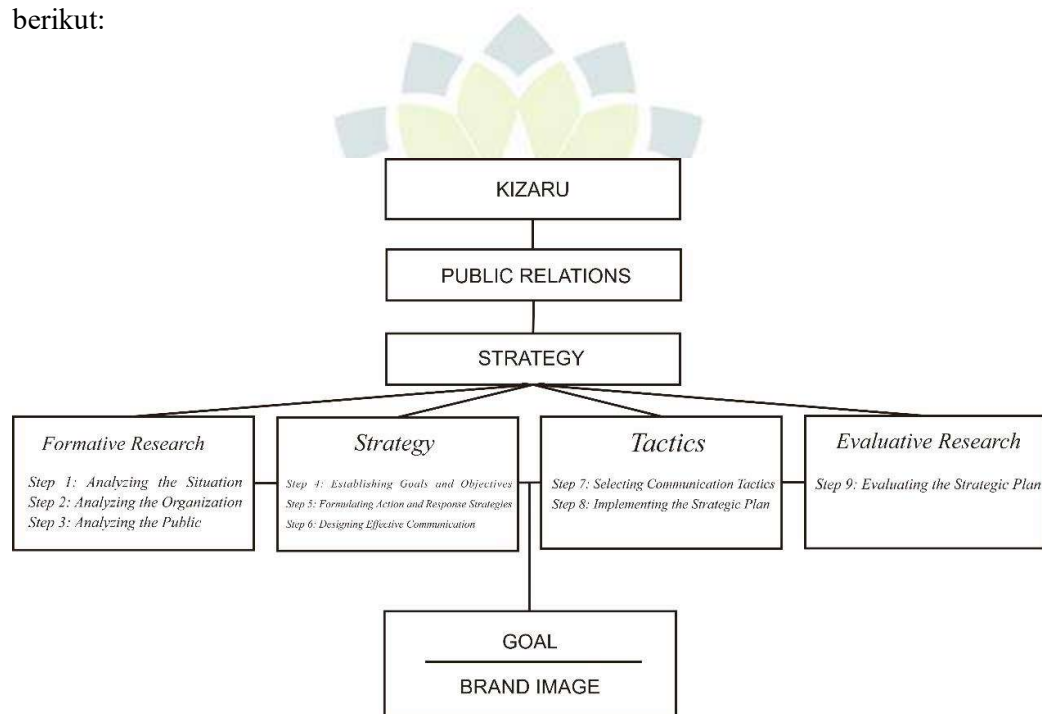 berikut:
KIZARU
PUBLIC RELATIONS
STRATEGY
Formative Research
Step 1: Analyzing the Situation
Step 2: Analyzing the Organization
Step 3: Analyzing the Public
Strategy
Step 4: Establishing Goals and Objectives
Step 5: Formulating Action and Response Strategies
Step 6: Designing Effective Communication
Tactics
Step 7: Selecting Communication Tactics
Step 8: Implementing the Strategic Plan
Evaluative Research
Step 9: Evaluating the Strategic Plan
GOAL
BRAND IMAGE